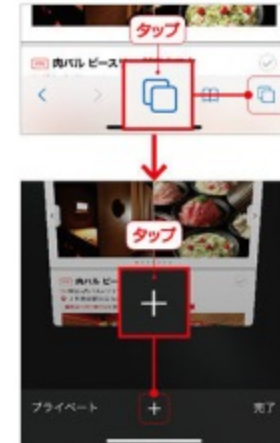 タップ
肉バル ピース
タップ
肉バル ピー
プライベート
完了